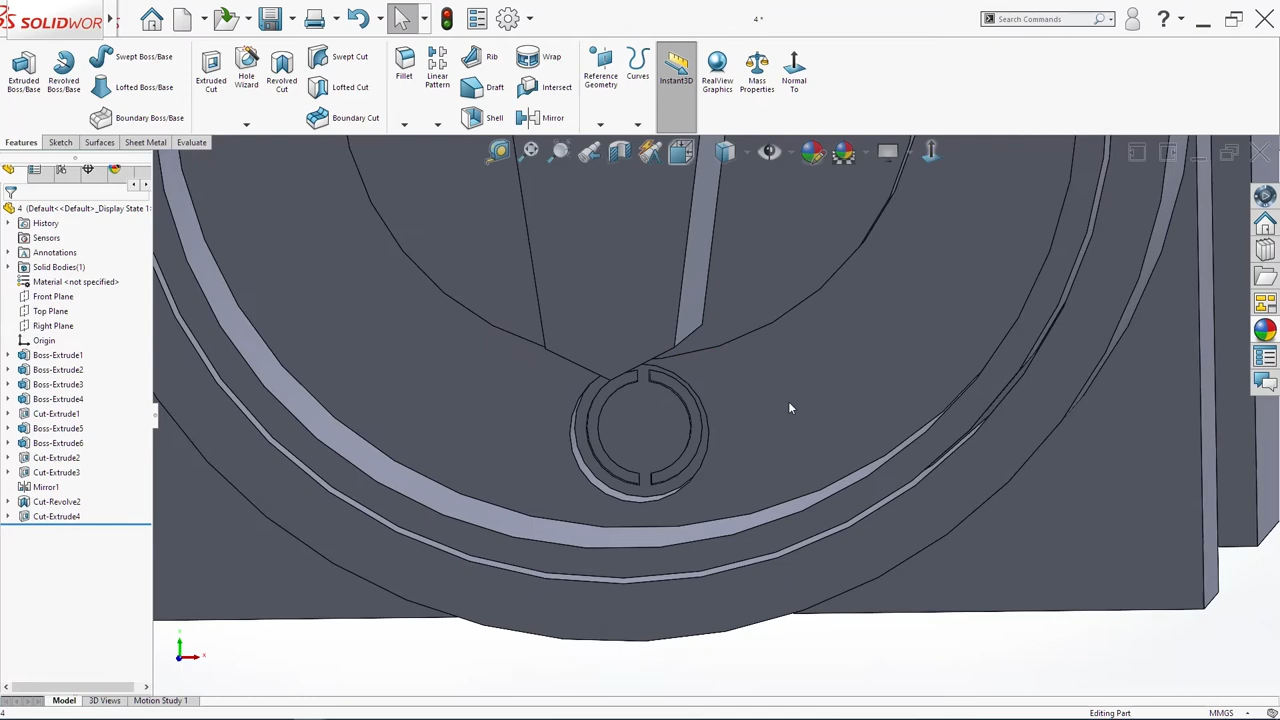 SOLIDWORKS
4 *
Search Commands
Extruded Boss/Base
Revolved Boss/Base
Swept Boss/Base
Lofted Boss/Base
Boundary Boss/Base
Extruded Cut
Hole Wizard
Revolved Cut
Swept Cut
Lofted Cut
Boundary Cut
Fillet
Linear Pattern
Rib
Draft
Shell
Wrap
Intersect
Mirror
Reference Geometry
Curves
Instant3D
RealView Graphics
Mass Properties
Normal To
Features
Sketch
Surfaces
Sheet Metal
Evaluate
4 (Default<<Default>_Display State 1
History
Sensors
Annotations
Solid Bodies(1)
Material <not specified>
Front Plane
Top Plane
Right Plane
Origin
Boss-Extrude1
Boss-Extrude2
Boss-Extrude3
Boss-Extrude4
Cut-Extrude1
Boss-Extrude5
Boss-Extrude6
Cut-Extrude2
Cut-Extrude3
Mirror1
Cut-Revolve2
Cut-Extrude4
Model
3D Views
Motion Study 1
4
Editing Part
MMGS